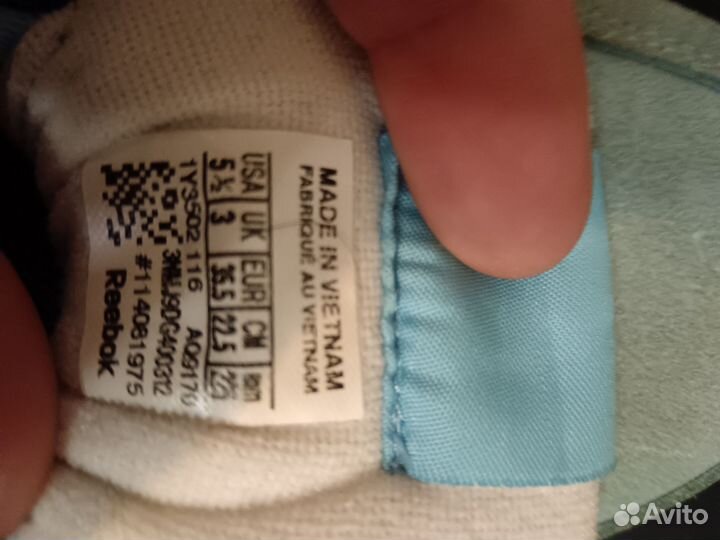 MADE IN VIETNAM
FABRIQUÉ AU VIETNAM
USA UK EUR CM
5 ½ 3 35.5 22.5
1Y3502 116
#114081975
Reebok
Avito